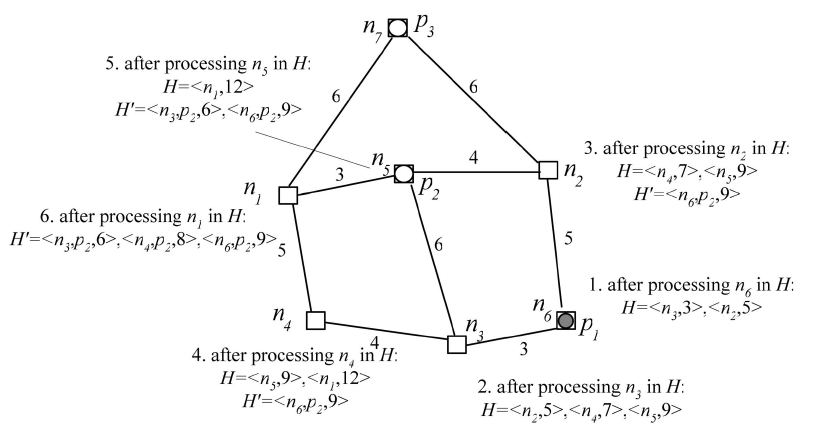 n7 p3
5. after processing n5 in H:
H=<n1,12>
H'=<n3,p2,6>,<n6,p2,9>
6
6
n5
p2
4
n2
3
n1
3. after processing n2 in H:
H=<n4,7>,<n5,9>
H'=<n6,p2,9>
6. after processing n1 in H:
H'=<n3,p2,6>,<n4,p2,8>,<n6,p2,9>
5
6
5
1. after processing n6 in H:
H=<n3,3>,<n2,5>
n4
n6
p1
n3
4
3
4. after processing n4 in H:
H=<n5,9>,<n1,12>
H'=<n6,p2,9>
2. after processing n3 in H:
H=<n2,5>,<n4,7>,<n5,9>